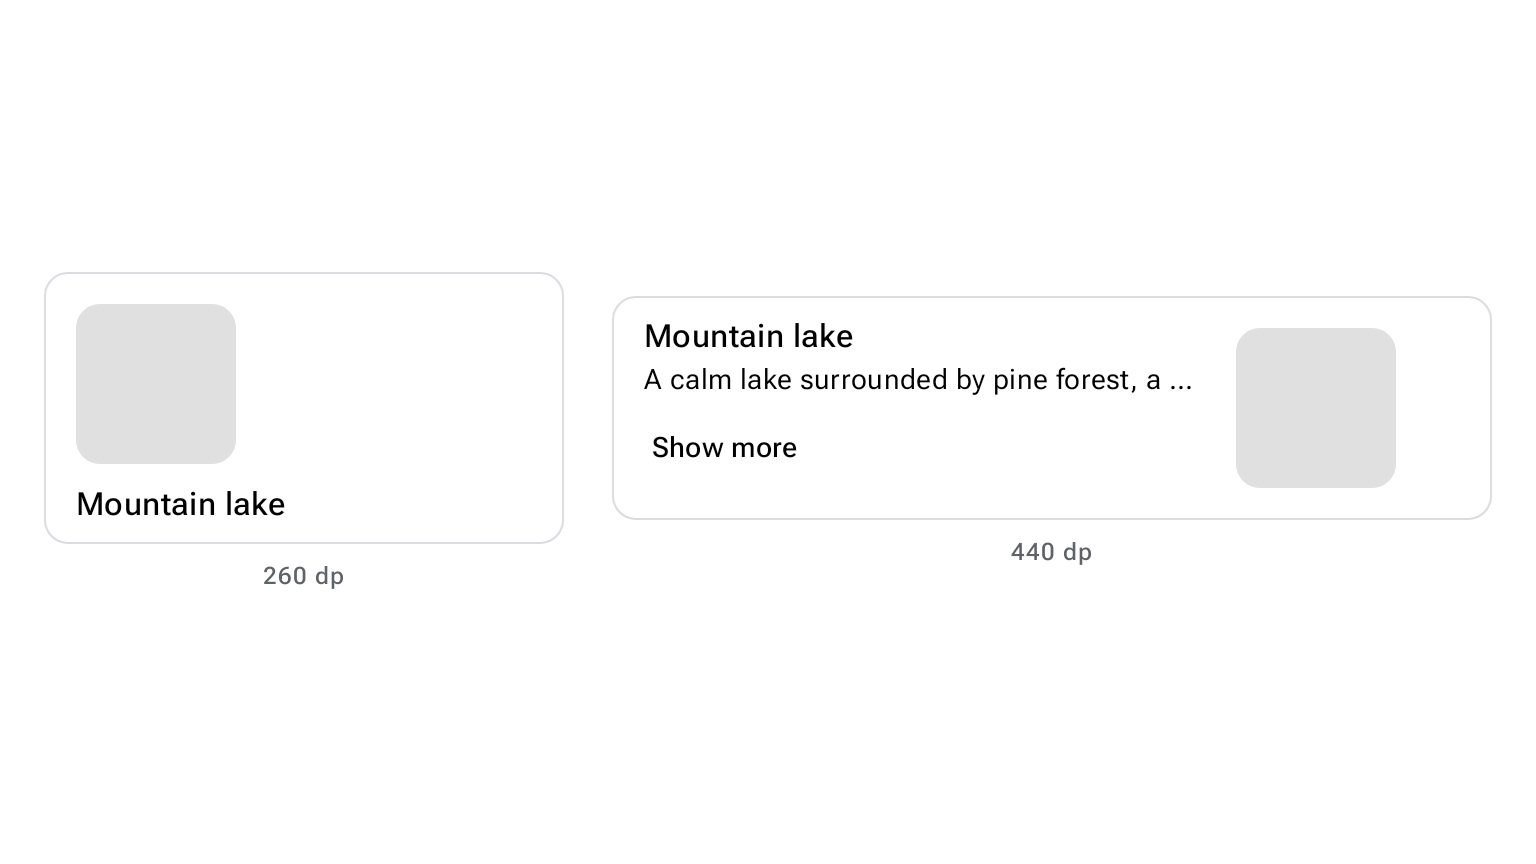 Mountain lake
260 dp
Mountain lake
A calm lake surrounded by pine forest, a ...
Show more
440 dp